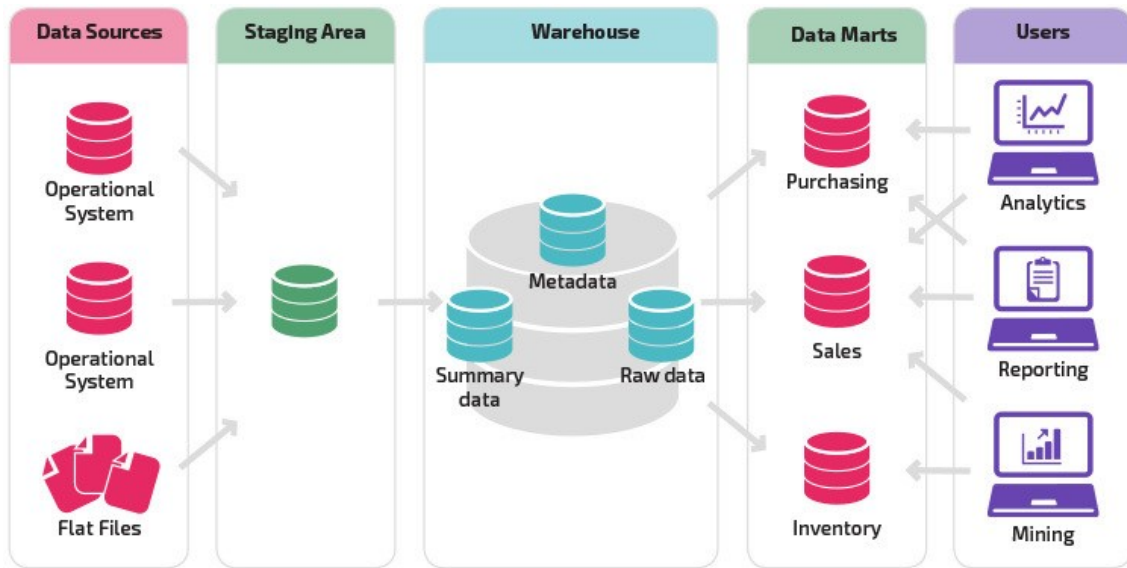 Data Sources
Staging Area
Warehouse
Data Marts
Users
Operational
System
Operational
System
Flat Files
Metadata
Summary
data
Raw data
Purchasing
Sales
Inventory
Analytics
Reporting
Mining